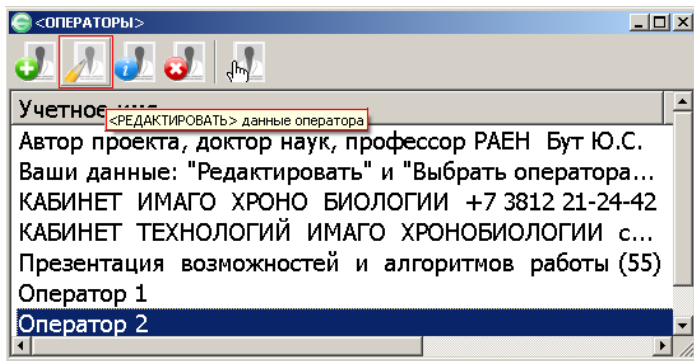 <ОПЕРАТОРЫ>
Учетное
<РЕДАКТИРОВАТЬ> данные оператора
Автор проекта, доктор наук, профессор РАЕН Бут Ю.С.
Ваши данные: "Редактировать" и "Выбрать оператора...
КАБИНЕТ ИМАГО ХРОНО БИОЛОГИИ +7 3812 21-24-42
КАБИНЕТ ТЕХНОЛОГИЙ ИМАГО ХРОНОБИОЛОГИИ с...
Презентация возможностей и алгоритмов работы (55)
Оператор 1
Оператор 2